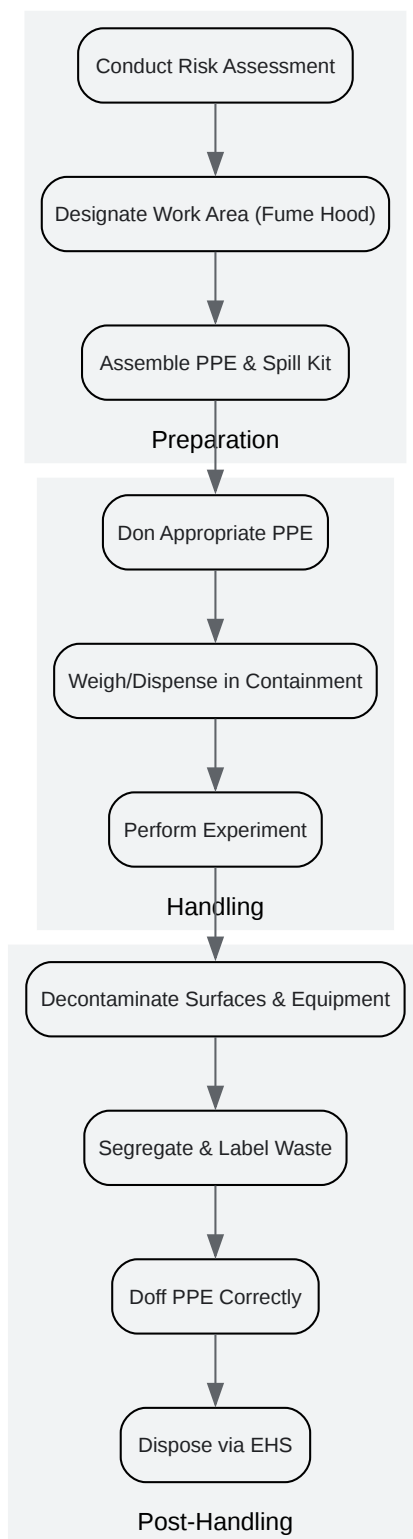 Conduct Risk Assessment
Designate Work Area (Fume Hood)
Assemble PPE & Spill Kit
Preparation
Don Appropriate PPE
Weigh/Dispense in Containment
Perform Experiment
Handling
Decontaminate Surfaces & Equipment
Segregate & Label Waste
Doff PPE Correctly
Dispose via EHS
Post-Handling